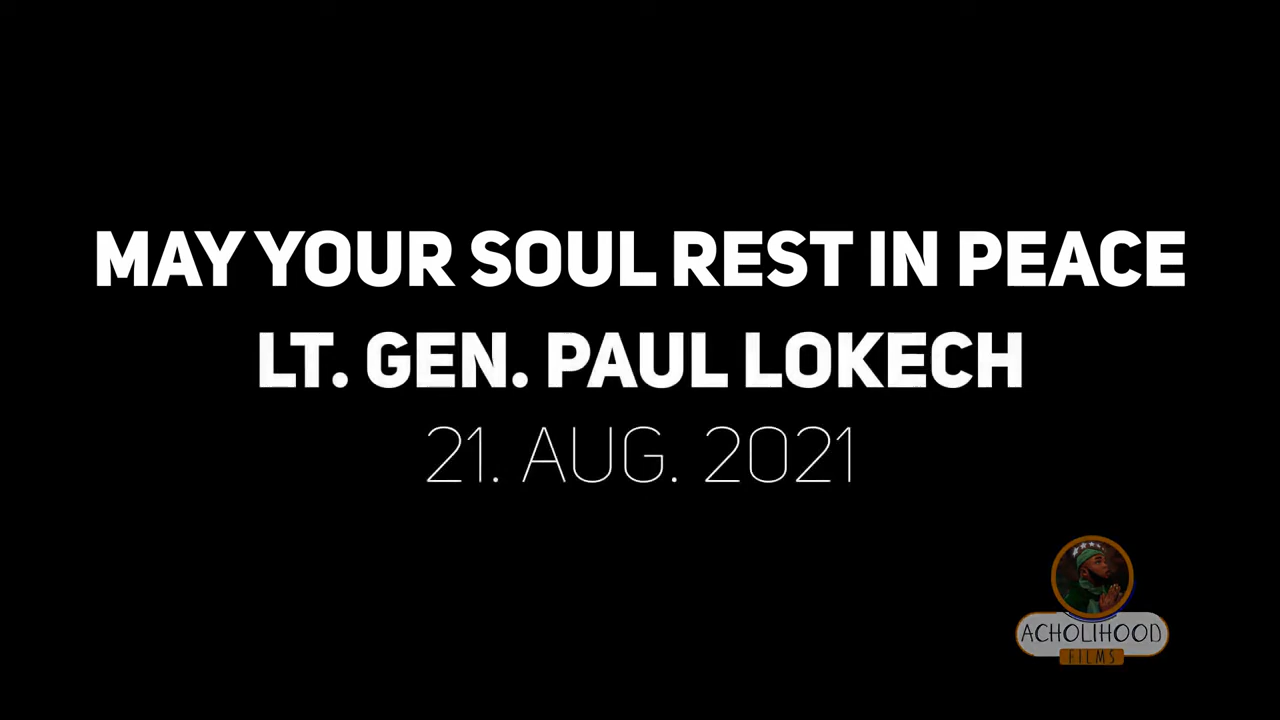 MAY YOUR SOUL REST IN PEACE
LT. GEN. PAUL LOKECH
21. AUG. 2021
ACHOLIHOOD
FILMS